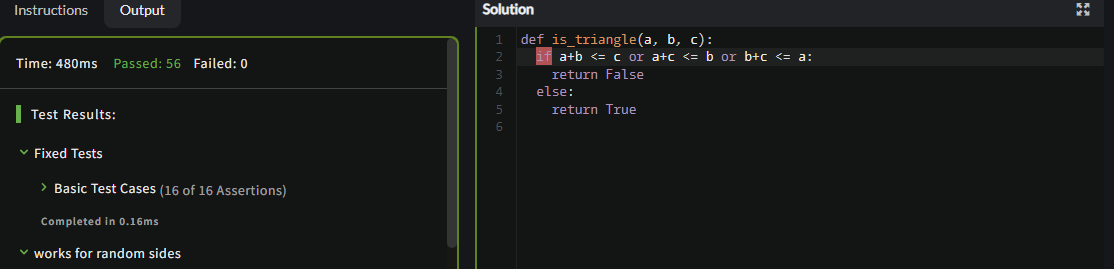 Instructions Output
Time: 480ms Passed: 56 Failed: 0
Test Results:
Fixed Tests
Basic Test Cases (16 of 16 Assertions)
Completed in 0.16ms
works for random sides
Solution
1 def is_triangle(a, b, c):
2   if a+b <= c or a+c <= b or b+c <= a:
3     return False
4   else:
5     return True
6